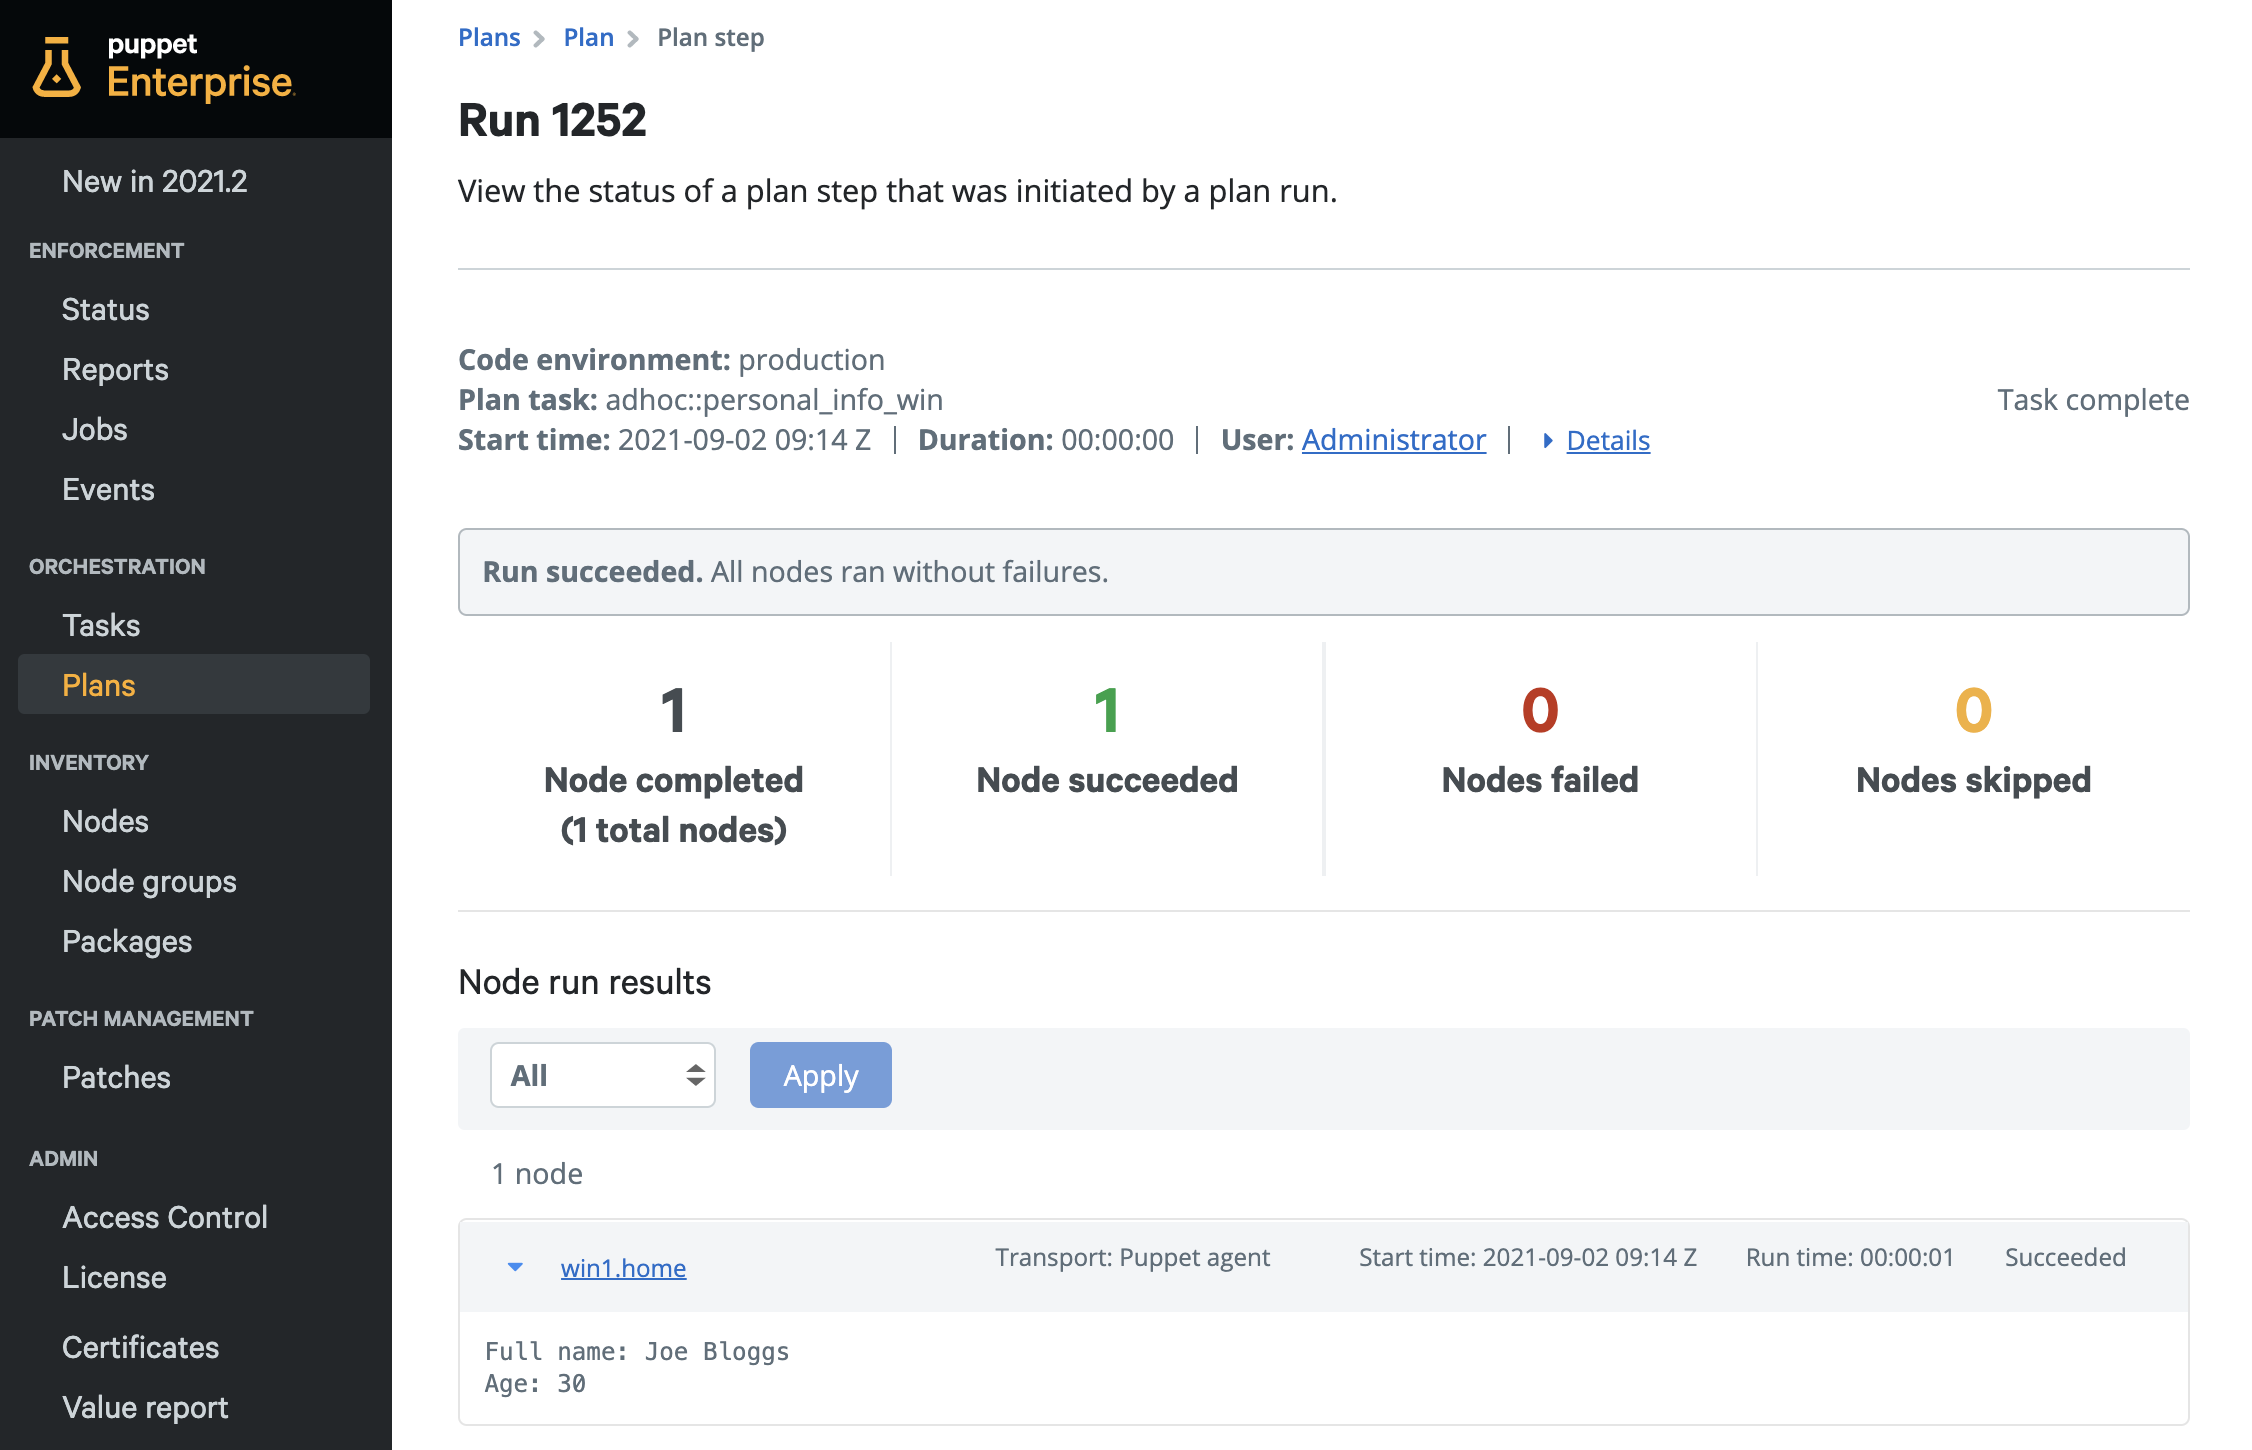 puppet
Enterprise.
New in 2021.2
ENFORCEMENT
Status
Reports
Jobs
Events
ORCHESTRATION
Tasks
Plans
INVENTORY
Nodes
Node groups
Packages
PATCH MANAGEMENT
Patches
ADMIN
Access Control
License
Certificates
Value report
Plans > Plan > Plan step
Run 1252
View the status of a plan step that was initiated by a plan run.
Code environment: production
Plan task: adhoc::personal_info_win
Task complete
Start time: 2021-09-02 09:14 Z | Duration: 00:00:00 | User: Administrator | Details
Run succeeded. All nodes ran without failures.
1
Node completed
(1 total nodes)
1
Node succeeded
0
Nodes failed
0
Nodes skipped
Node run results
All
Apply
1 node
win1.home Transport: Puppet agent Start time: 2021-09-02 09:14 Z Run time: 00:00:01 Succeeded
Full name: Joe Bloggs
Age: 30